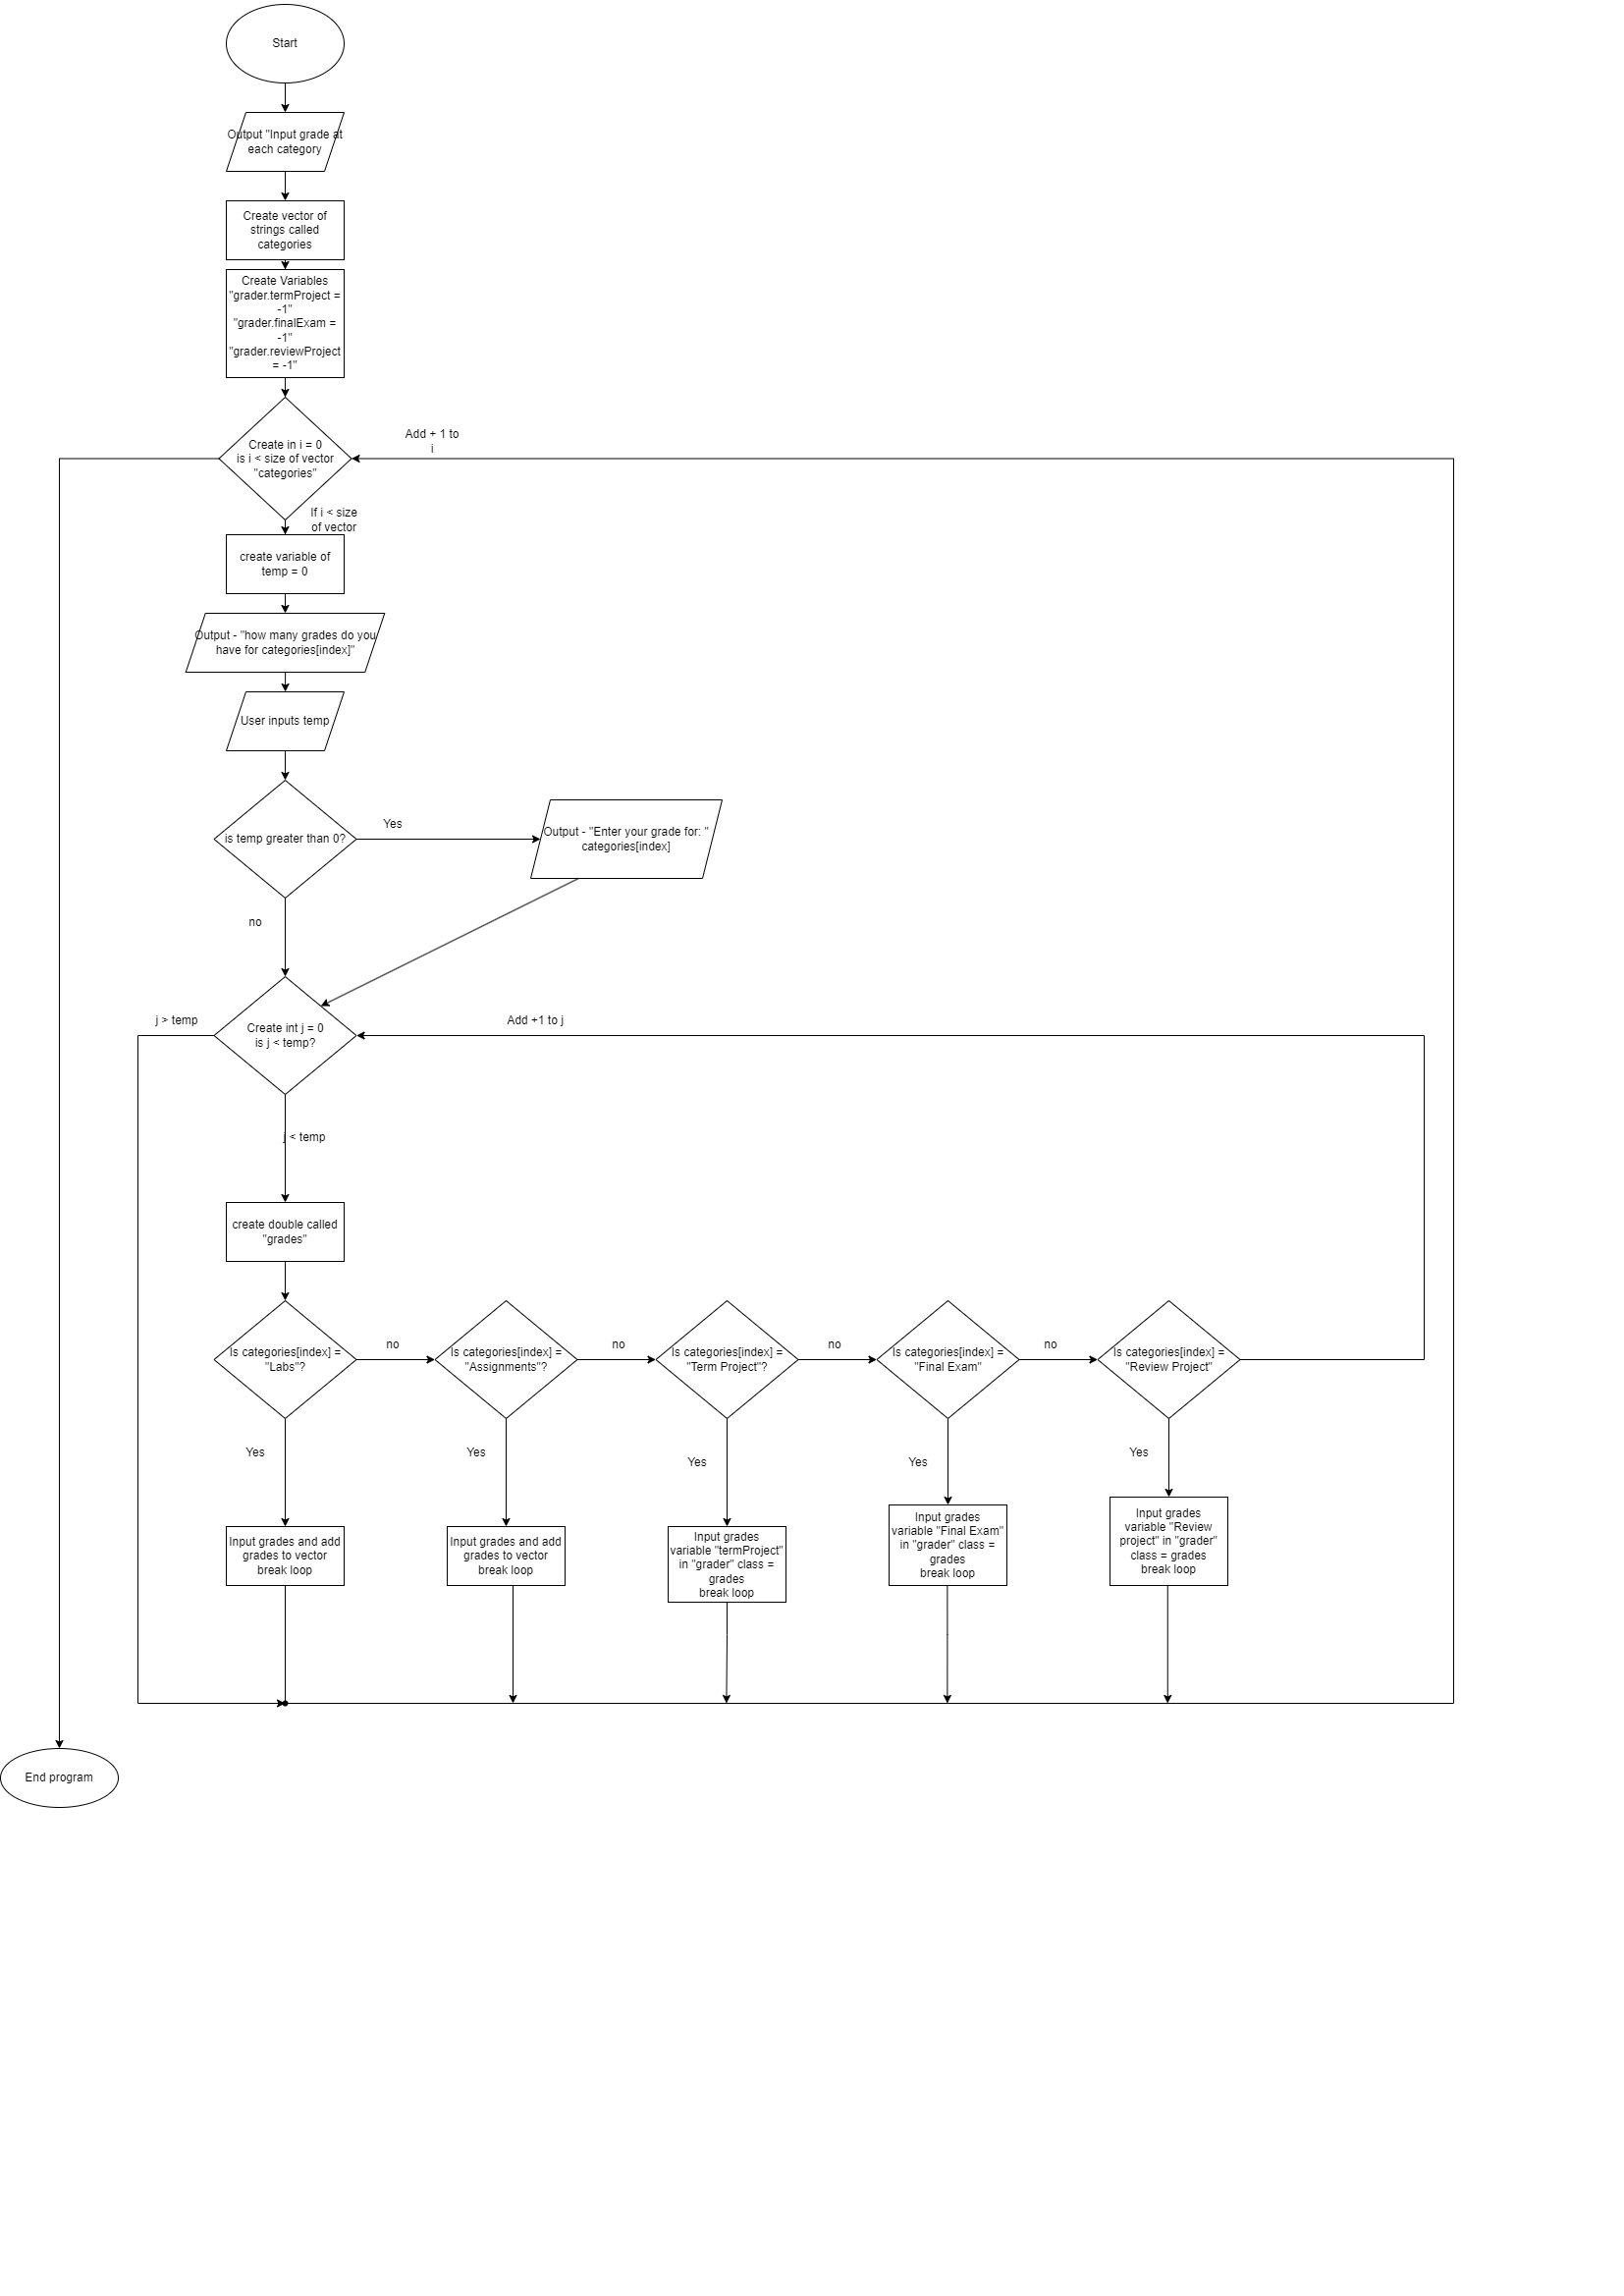 Start
Output "Input grade at
each category
Create vector of
strings called
categories
Create Variables
"grader.termProject =
-1"
"grader.finalExam =
-1"
"grader.reviewProject
= -1"
Create in i = 0
is i < size of vector
"categories"
Add + 1 to
i
If i < size
of vector
create variable of
temp = 0
Output - "how many grades do you
have for categories[index]"
User inputs temp
is temp greater than 0?
Yes
Output - "Enter your grade for: "
categories[index]
no
j > temp
Create int j = 0
is j < temp?
Add +1 to j
j < temp
create double called
"grades"
Is categories[index] =
"Labs"?
no
Is categories[index] =
"Assignments"?
no
Is categories[index] =
"Term Project"?
no
Is categories[index] =
"Final Exam"
no
Is categories[index] =
"Review Project"
Yes
Yes
Yes
Yes
Yes
Input grades and add
grades to vector
break loop
Input grades and add
grades to vector
break loop
Input grades
variable "termProject"
in "grader" class =
grades
break loop
Input grades
variable "Final Exam"
in "grader" class =
grades
break loop
Input grades
variable "Review
project" in "grader"
class = grades
break loop
End program